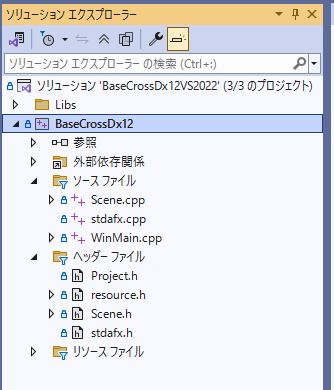 ソリューション エクスプローラー
ソリューション エクスプローラー の検索 (Ctrl+:)
ソリューション 'BaseCrossDx12VS2022' (3/3 のプロジェクト)
Libs
BaseCrossDx12
参照
外部依存関係
ソース ファイル
Scene.cpp
stdafx.cpp
WinMain.cpp
ヘッダー ファイル
Project.h
resource.h
Scene.h
stdafx.h
リソース ファイル